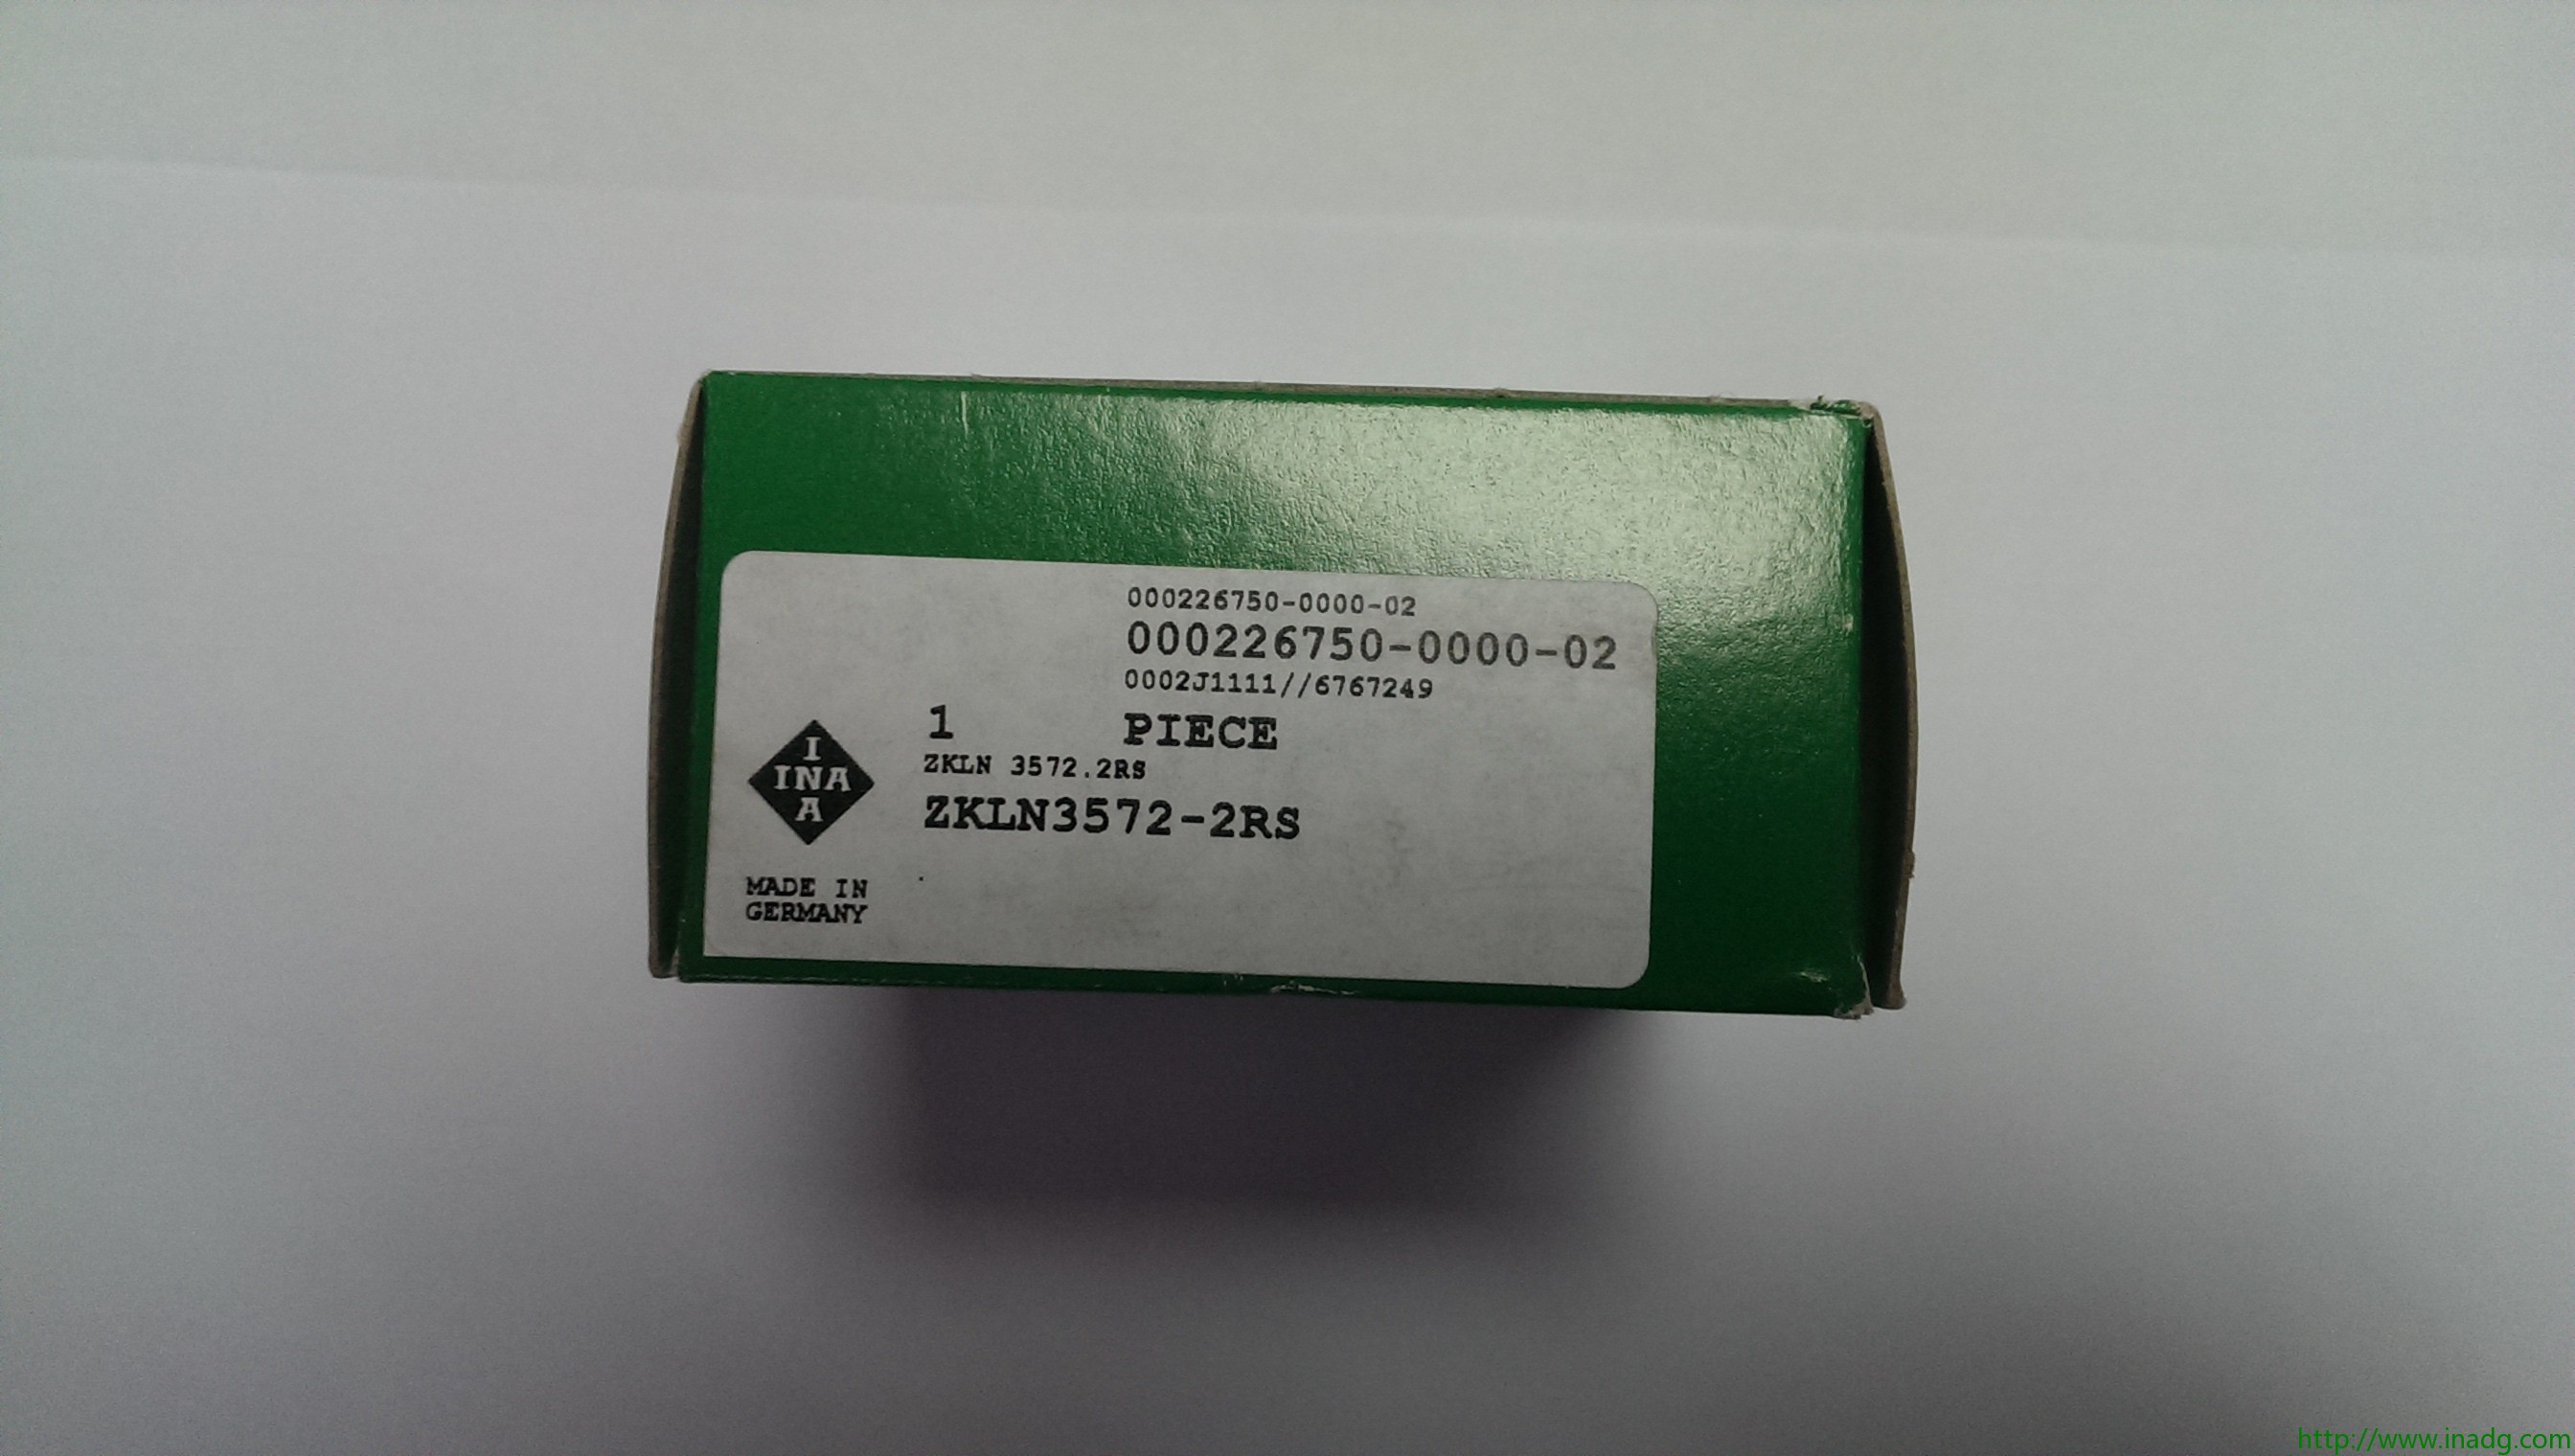 000226750-0000-02
000226750-0000-02
0002J1111//6767249
1 PIECE
ZKLN 3572.2RS
ZKLN3572-2RS
I
INA
A
MADE IN
GERMANY
http://www.inadg.com